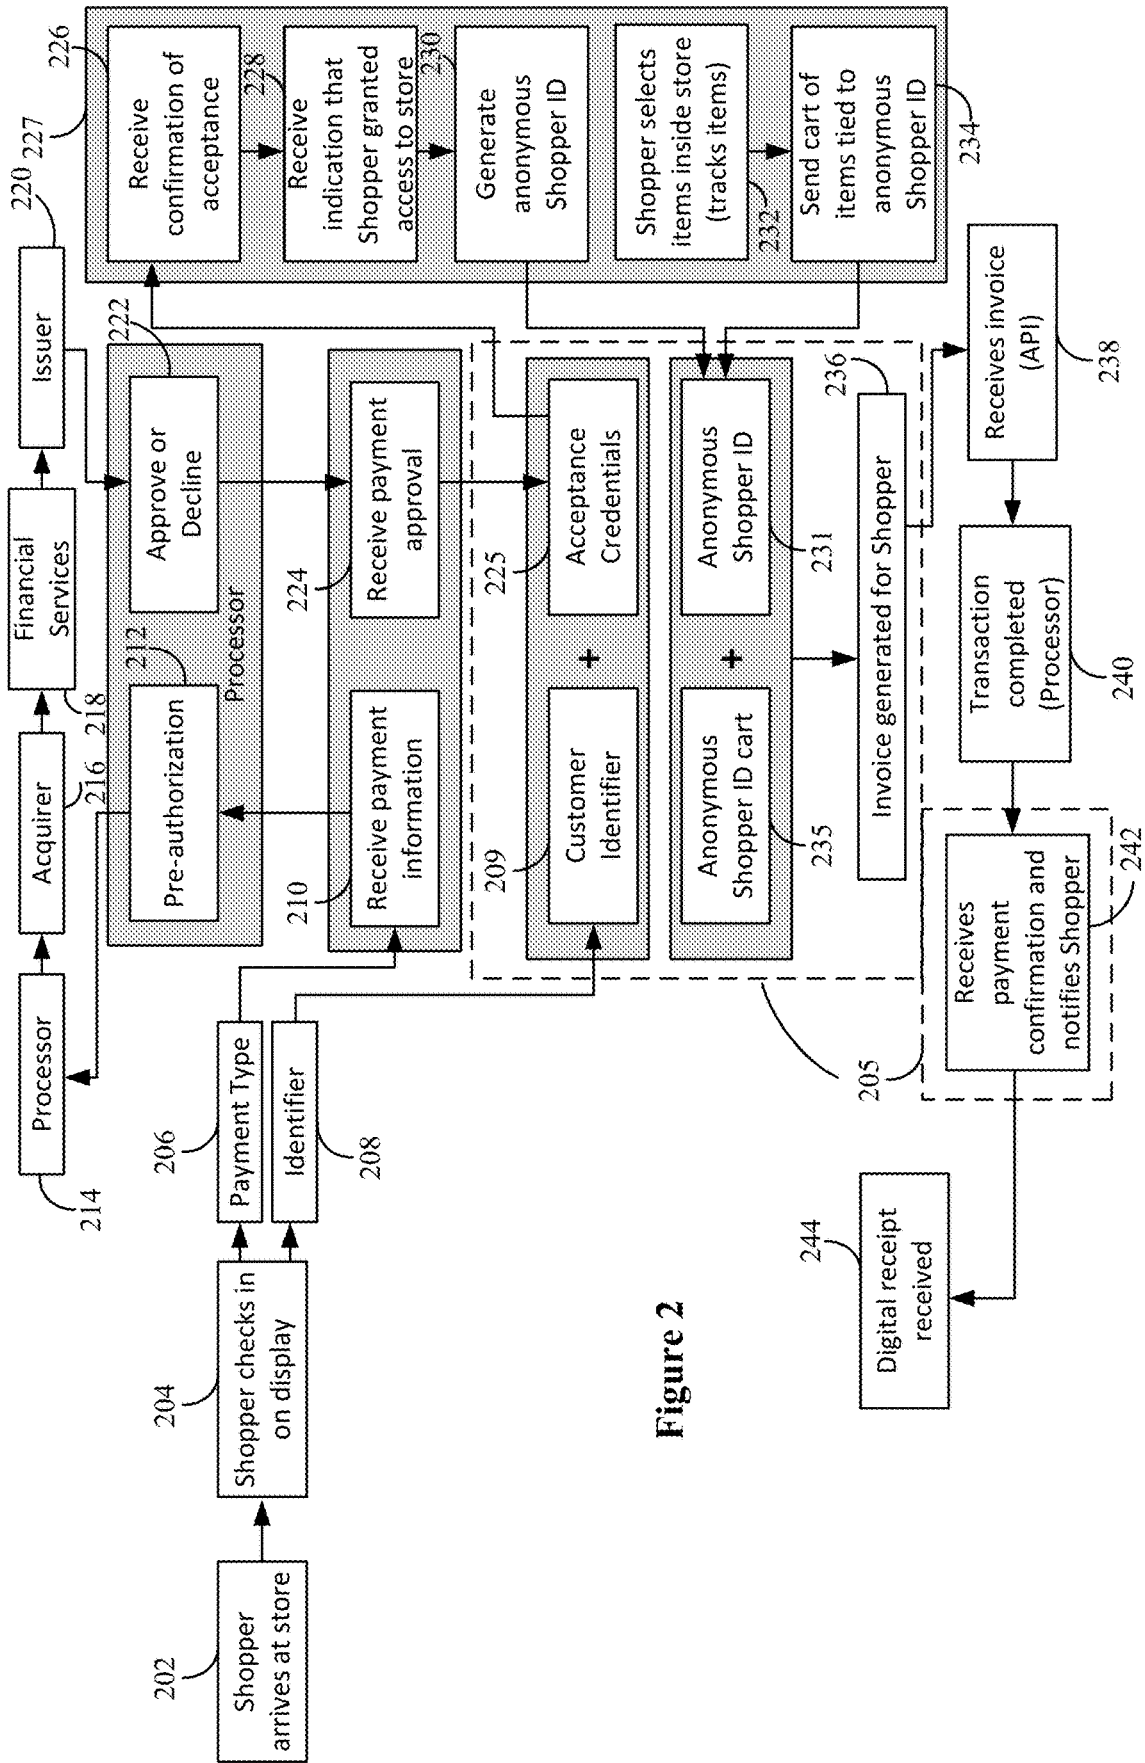 202
Shopper
arrives at store
204
Shopper checks in
on display
206
Payment Type
Identifier
208
214
Processor
Acquirer
216
Financial
Services
218
Issuer
220
Pre-authorization
212
Approve or
Decline
222
Processor
210
Receive payment
information
Receive payment
approval
224
209
Customer
Identifier
+
Acceptance
Credentials
225
Anonymous
Shopper ID cart
235
+
Anonymous
Shopper ID
231
Invoice generated for Shopper
236
205
227
226
Receive
confirmation of
acceptance
228
Receive
indication that
Shopper granted
access to store
230
Generate
anonymous
Shopper ID
Shopper selects
items inside store
(tracks items)
232
Send cart of
items tied to
anonymous
Shopper ID
234
Receives invoice
(API)
238
Transaction
completed
(Processor)
240
Receives
payment
confirmation and
notifies Shopper
242
244
Digital receipt
received
Figure 2